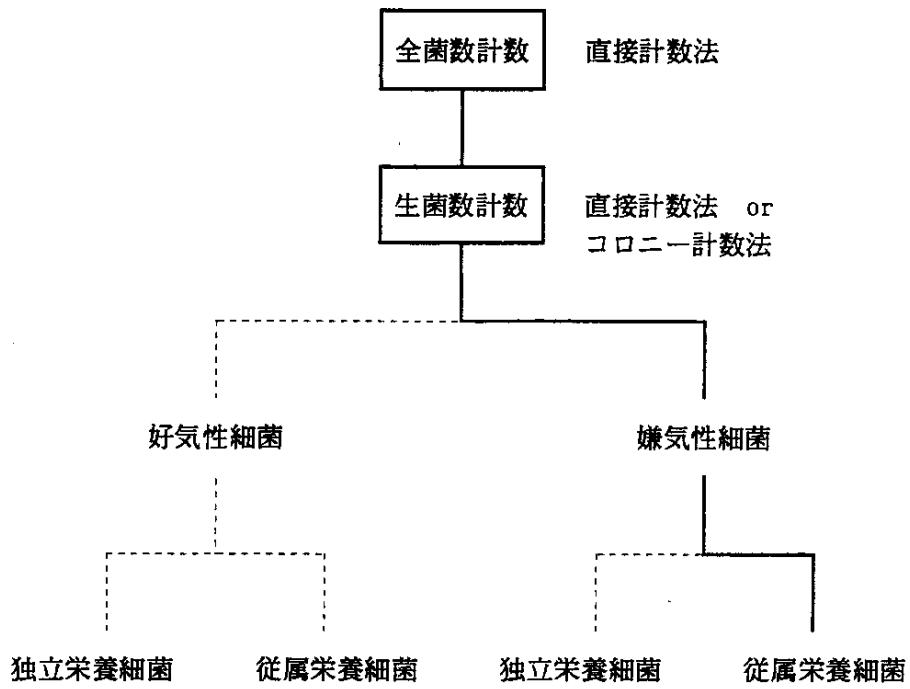 全菌数計数 直接計数法
生菌数計数 直接計数法 or
コロニー計数法
好気性細菌 嫌気性細菌
独立栄養細菌 従属栄養細菌 独立栄養細菌 従属栄養細菌